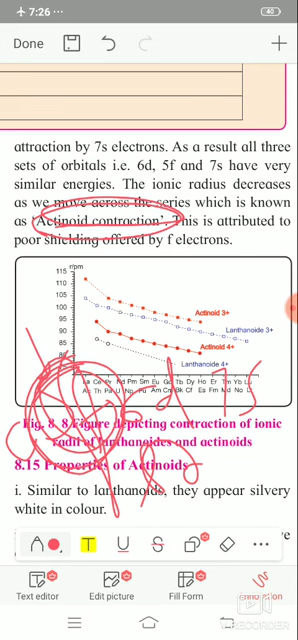 7:26 ...
40
Done
attraction by 7s electrons. As a result all three
sets of orbitals i.e. 6d, 5f and 7s have very
similar energies. The ionic radius decreases
as we move across the series which is known
as ‘Actinoid contraction’. This is attributed to
poor shielding offered by f electrons.
r/pm
115
110
105
100
95
90
85
80
Actinoid 3+
Lanthanoide 3+
Actinoid 4+
Lanthanoide 4+
La Ce Pr Nd Pm Sm Eu Gd Tb Dy Ho Er Tm Yb Lu
Ac Th Pa U Np Pu Am Cm Bk Cf Es Fm Md No Lr
d 7s
Fig. 8.8 Figure depicting contraction of ionic
radii of lanthanoides and actinoids
8.15 Properties of Actinoids
i. Similar to lanthanoids, they appear silvery
white in colour.
A T U S
Text editor Edit picture Fill Form
RECORDER